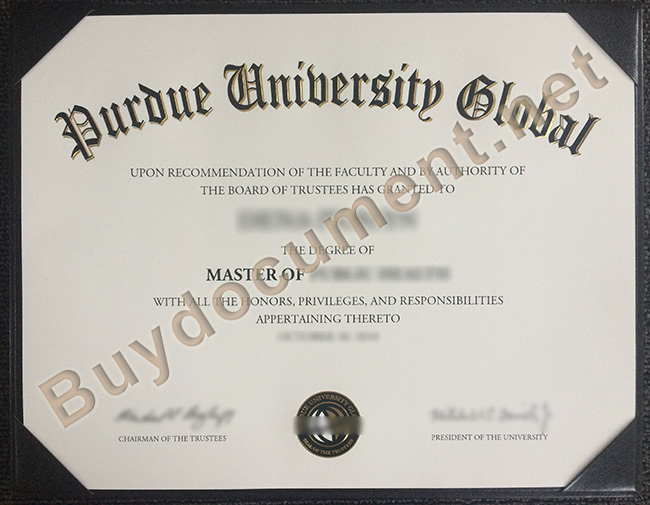 Purdue University Global
UPON RECOMMENDATION OF THE FACULTY AND BY AUTHORITY OF
THE BOARD OF TRUSTEES HAS GRANTED TO
THE DEGREE OF
MASTER OF PUBLIC HEALTH
WITH ALL THE HONORS, PRIVILEGES, AND RESPONSIBILITIES
APPERTAINING THERETO
CHAIRMAN OF THE TRUSTEES
PRESIDENT OF THE UNIVERSITY
Buydocument.net